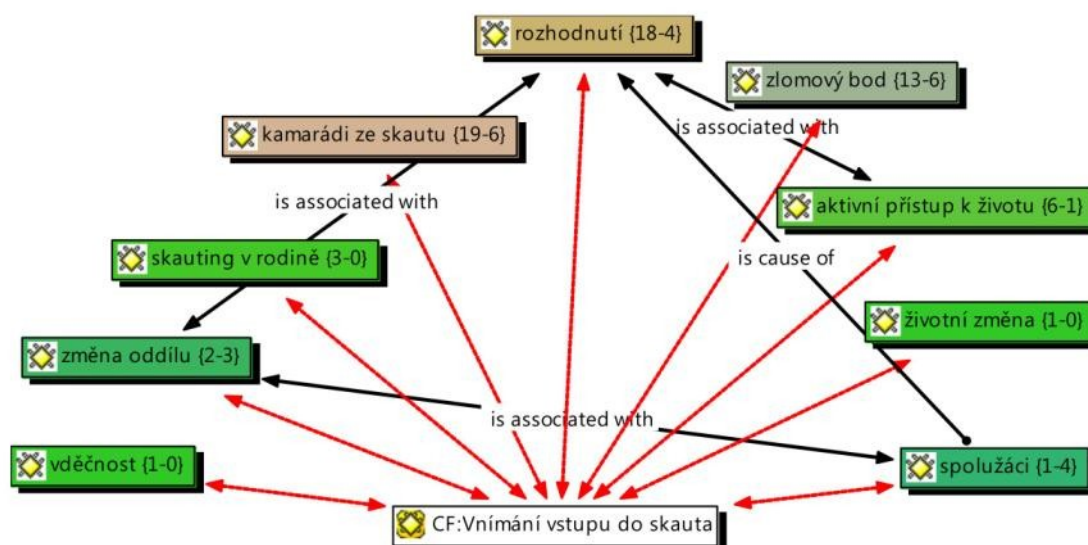 rozhodnutí {18-4}
zlomový bod {13-6}
is associated with
kamarádi ze skautu {19-6}
is associated with
aktivní přístup k životu {6-1}
skauting v rodině {3-0}
is cause of
životní změna {1-0}
změna oddílu {2-3}
is associated with
vděčnost {1-0}
spolužáci {1-4}
CF:Vnímání vstupu do skauta